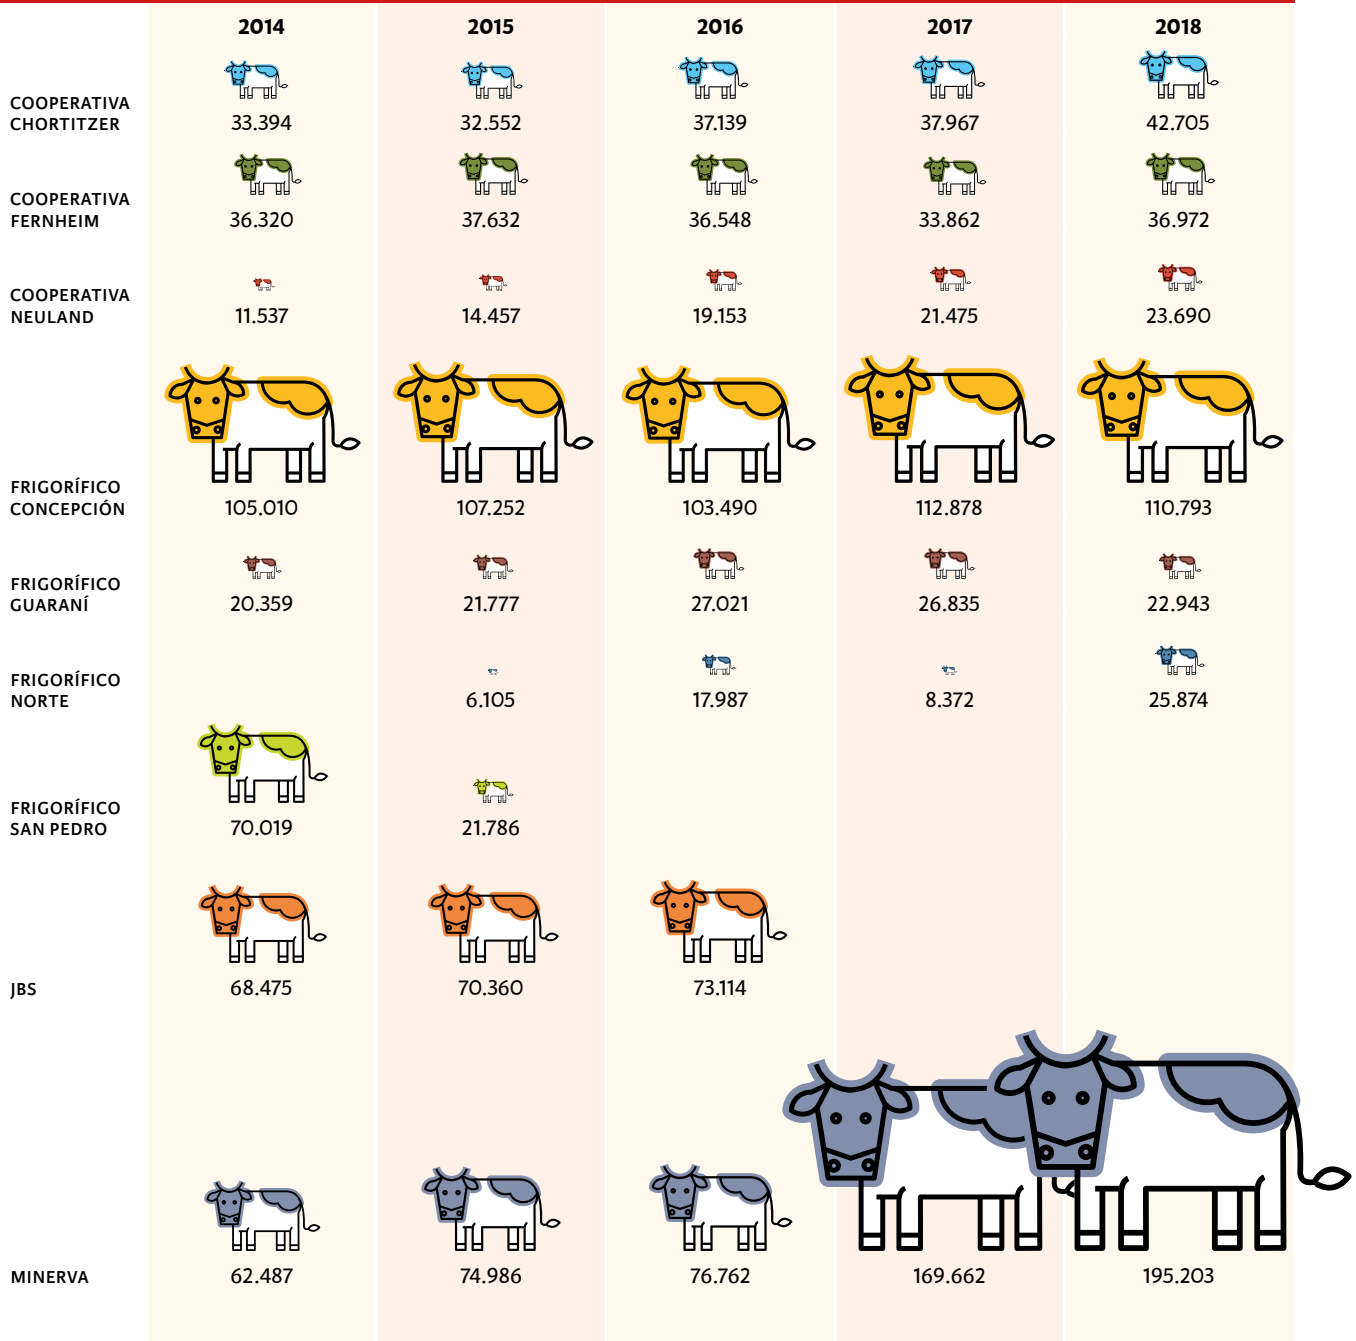 2014 2015 2016 2017 2018
COOPERATIVA
CHORTITZER
33.394 32.552 37.139 37.967 42.705
COOPERATIVA
FERNHEIM
36.320 37.632 36.548 33.862 36.972
COOPERATIVA
NEULAND
11.537 14.457 19.153 21.475 23.690
FRIGORÍFICO
CONCEPCIÓN
105.010 107.252 103.490 112.878 110.793
FRIGORÍFICO
GUARANÍ
20.359 21.777 27.021 26.835 22.943
FRIGORÍFICO
NORTE
6.105 17.987 8.372 25.874
FRIGORÍFICO
SAN PEDRO
70.019 21.786
JBS
68.475 70.360 73.114
MINERVA
62.487 74.986 76.762 169.662 195.203